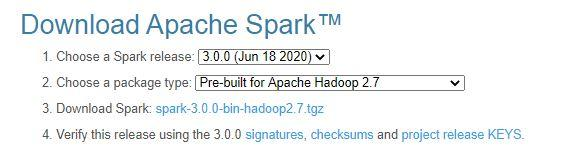 Download Apache Spark™
1. Choose a Spark release: 3.0.0 (Jun 18 2020)
2. Choose a package type: Pre-built for Apache Hadoop 2.7
3. Download Spark: spark-3.0.0-bin-hadoop2.7.tgz
4. Verify this release using the 3.0.0 signatures, checksums and project release KEYS.